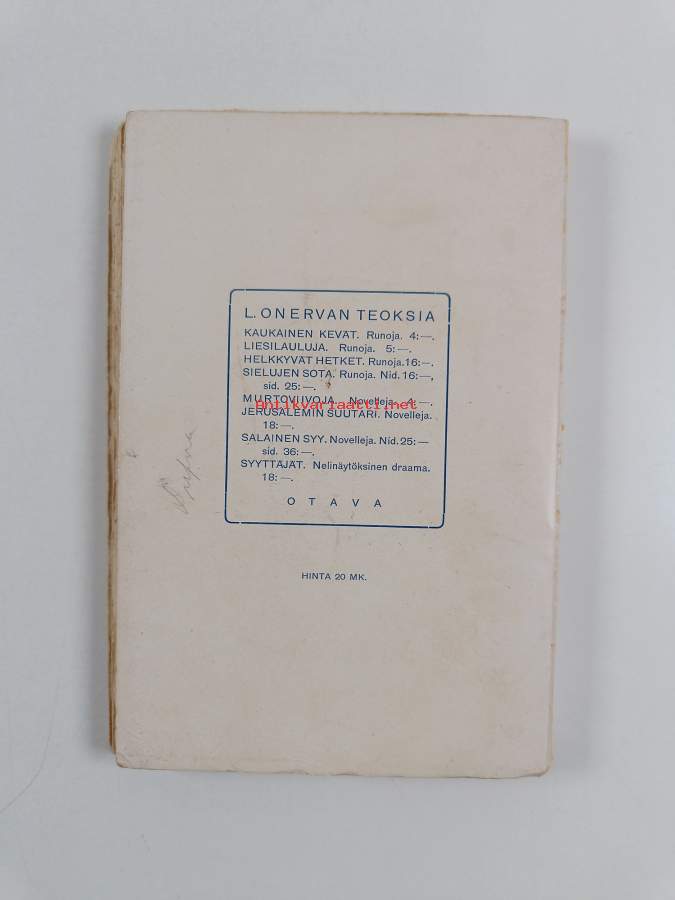 L. ONERVAN TEOKSIA
KAUKAINEN KEVÄT. Runoja. 4:—.
LIESILAULUJA. Runoja. 5:—.
HELKKYVÄT HETKET. Runoja. 16:—.
SIELUJEN SOTA. Runoja. Nid. 16:—,
sid. 25:—.
MURTOVIIVOJA. Novelleja. 4:—.
Antikvariaatti.net
JERUSALEMIN SUUTARI. Novelleja.
18:—.
SALAINEN SYY. Novelleja. Nid. 25:—
sid. 36:—.
SYYTTÄJÄT. Nelinäytöksinen draama.
18:—.
OTAVA
HINTA 20 MK.